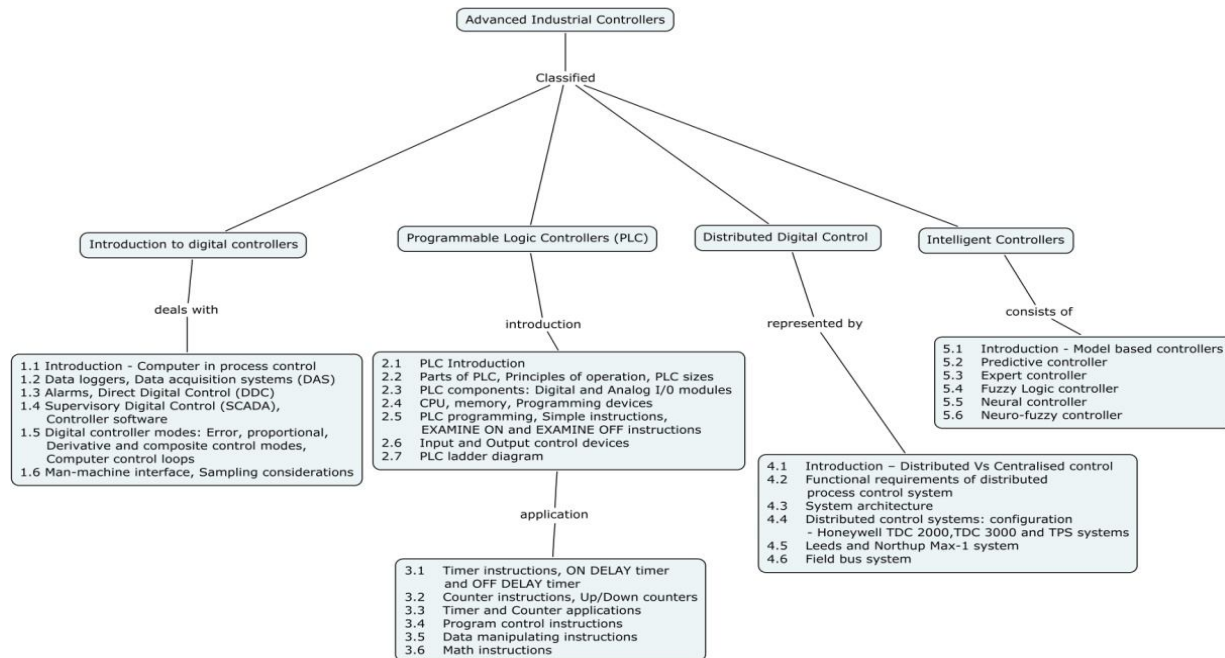 Advanced Industrial Controllers
Classified
Introduction to digital controllers
Programmable Logic Controllers (PLC)
Distributed Digital Control
Intelligent Controllers
deals with
introduction
represented by
consists of
1.1 Introduction - Computer in process control
1.2 Data loggers, Data acquisition systems (DAS)
1.3 Alarms, Direct Digital Control (DDC)
1.4 Supervisory Digital Control (SCADA),
Controller software
1.5 Digital controller modes: Error, proportional,
Derivative and composite control modes,
Computer control loops
1.6 Man-machine interface, Sampling considerations
2.1 PLC Introduction
2.2 Parts of PLC, Principles of operation, PLC sizes
2.3 PLC components: Digital and Analog I/0 modules
2.4 CPU, memory, Programming devices
2.5 PLC programming, Simple instructions,
EXAMINE ON and EXAMINE OFF instructions
2.6 Input and Output control devices
2.7 PLC ladder diagram
5.1 Introduction - Model based controllers
5.2 Predictive controller
5.3 Expert controller
5.4 Fuzzy Logic controller
5.5 Neural controller
5.6 Neuro-fuzzy controller
4.1 Introduction – Distributed Vs Centralised control
4.2 Functional requirements of distributed
process control system
4.3 System architecture
4.4 Distributed control systems: configuration
- Honeywell TDC 2000,TDC 3000 and TPS systems
4.5 Leeds and Northup Max-1 system
4.6 Field bus system
application
3.1 Timer instructions, ON DELAY timer
and OFF DELAY timer
3.2 Counter instructions, Up/Down counters
3.3 Timer and Counter applications
3.4 Program control instructions
3.5 Data manipulating instructions
3.6 Math instructions